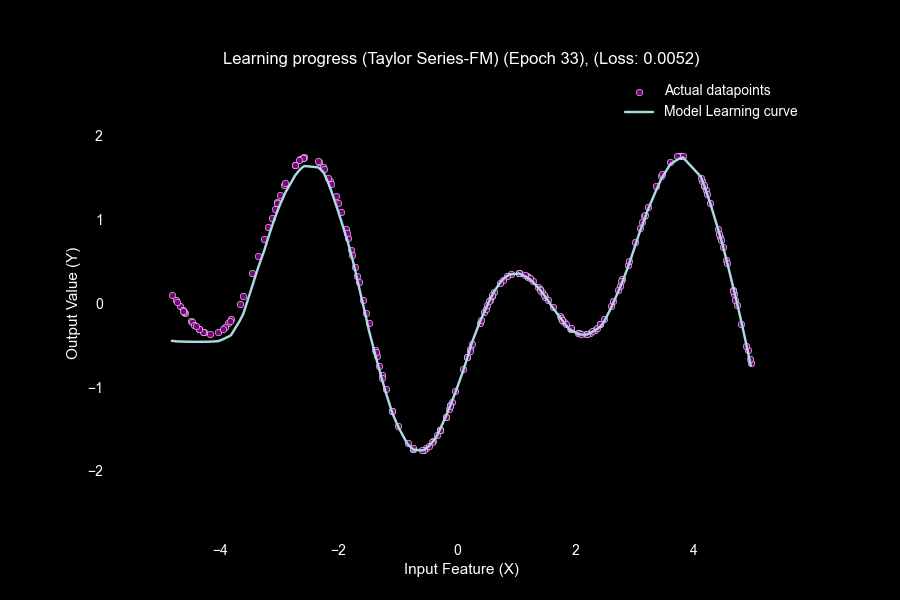 Learning progress (Taylor Series-FM) (Epoch 33), (Loss: 0.0052)
Actual datapoints
Model Learning curve
2
1
0
−1
−2
Output Value (Y)
−4
−2
0
2
4
Input Feature (X)